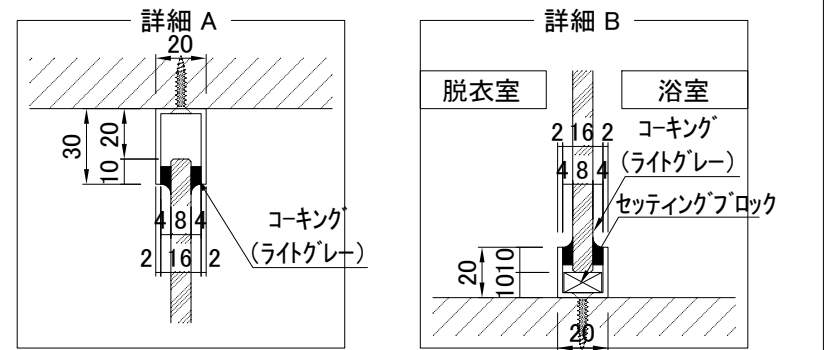 詳細 A
20
30
20
10
4 8 4
2 16 2
コーキング
(ライトグレー)
詳細 B
脱衣室
浴室
2 16 2
コーキング
4 8 4
(ライトグレー)
セッティングブロック
20
10
10
20